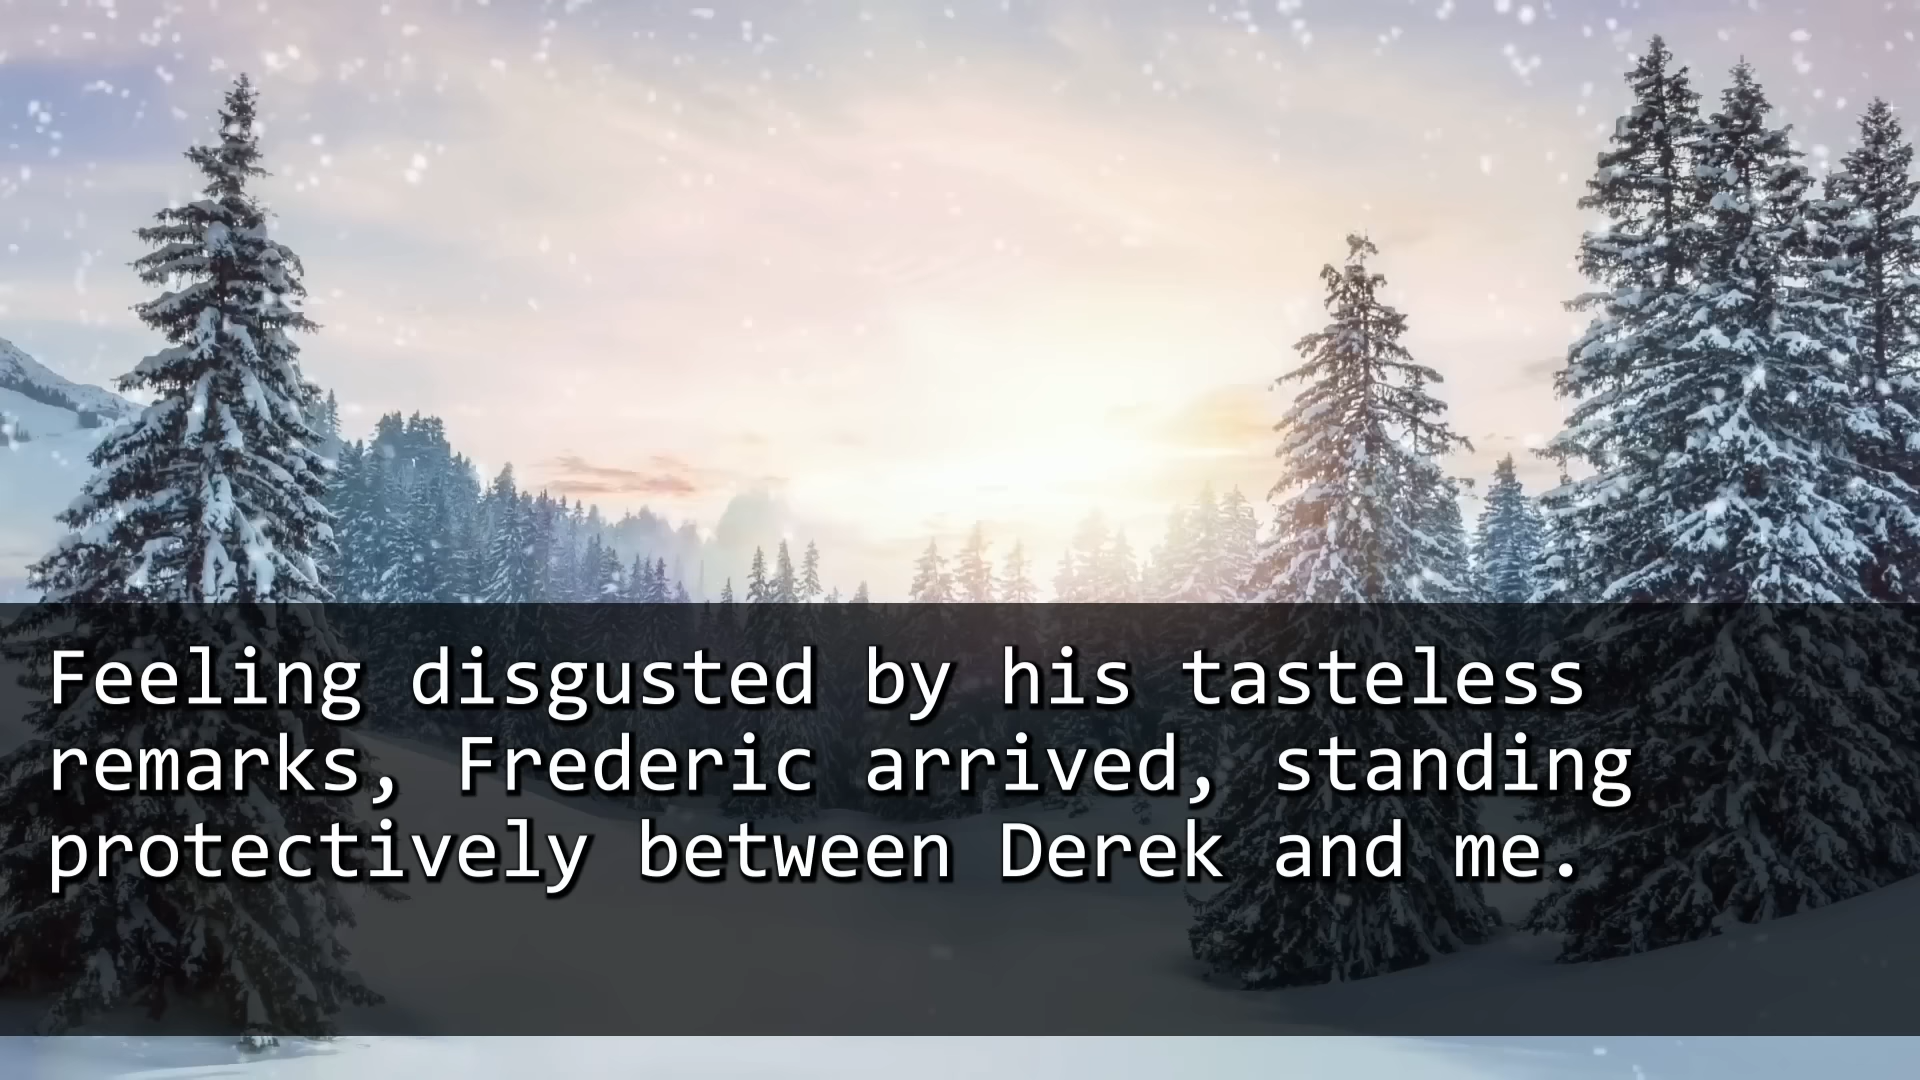 Feeling disgusted by his tasteless
remarks, Frederic arrived, standing
protectively between Derek and me.